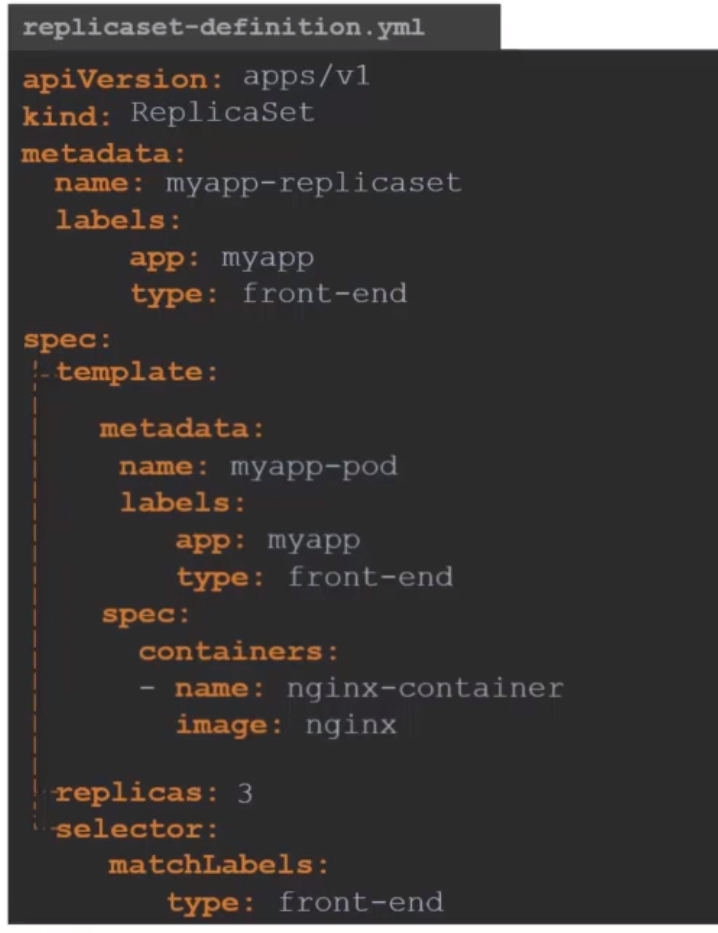 replicaset-definition.yml
apiVersion: apps/v1
kind: ReplicaSet
metadata:
name: myapp-replicaset
labels:
app: myapp
type: front-end
spec:
template:
metadata:
name: myapp-pod
labels:
app: myapp
type: front-end
spec:
containers:
- name: nginx-container
image: nginx
replicas: 3
selector:
matchLabels:
type: front-end